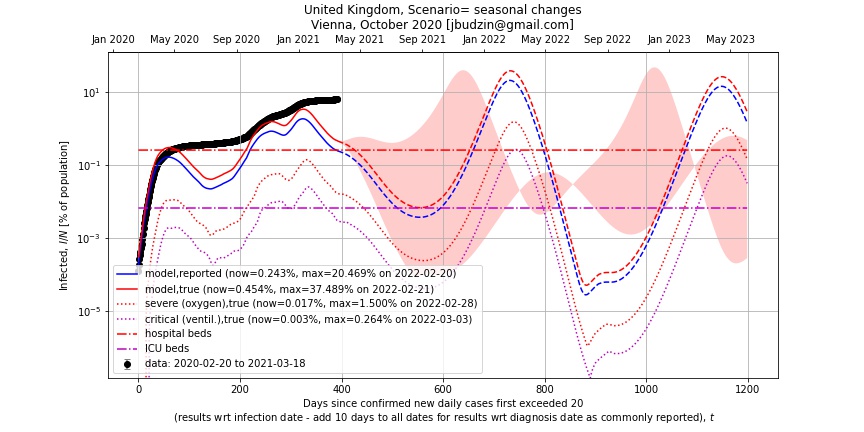 United Kingdom, Scenario= seasonal changes
Vienna, October 2020 [jbudzin@gmail.com]
Jan 2020 May 2020 Sep 2020 Jan 2021 May 2021 Sep 2021 Jan 2022 May 2022 Sep 2022 Jan 2023 May 2023
Infected, I/N [% of population]
10¹
10⁻¹
10⁻³
10⁻⁵
model,reported (now=0.243%, max=20.469% on 2022-02-20)
model,true (now=0.454%, max=37.489% on 2022-02-21)
severe (oxygen),true (now=0.017%, max=1.500% on 2022-02-28)
critical (ventil.),true (now=0.003%, max=0.264% on 2022-03-03)
hospital beds
ICU beds
data: 2020-02-20 to 2021-03-18
0 200 400 600 800 1000 1200
Days since confirmed new daily cases first exceeded 20
(results wrt infection date - add 10 days to all dates for results wrt diagnosis date as commonly reported), t